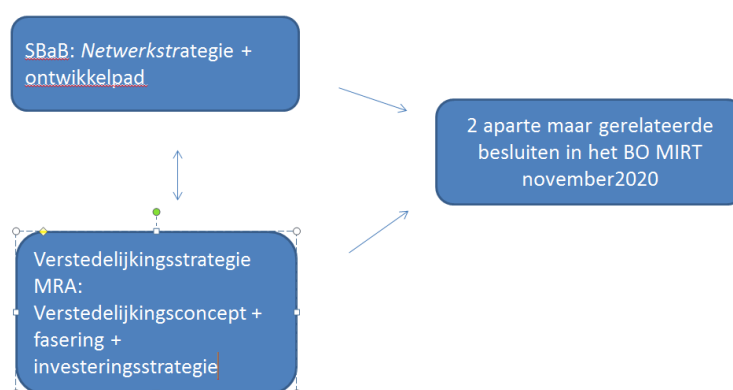 SBaB: Netwerkstrategie +
ontwikkelpad
2 aparte maar gerelateerde
besluiten in het BO MIRT
november2020
Verstedelijkingsstrategie
MRA:
Verstedelijkingsconcept +
fasering +
investeringsstrategie